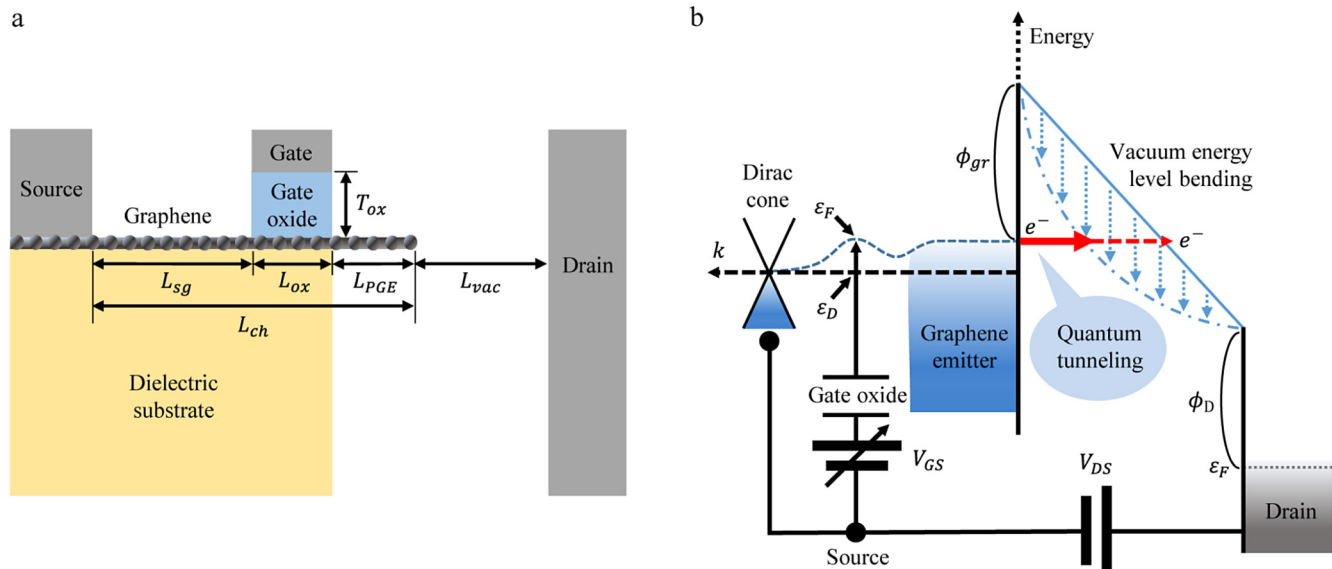 a
Source
Gate
Gate
oxide
T_ox
Graphene
L_sg
L_ox
L_PGE
L_vac
L_ch
Drain
Dielectric
substrate
b
Energy
ϕ_gr
Vacuum energy
level bending
Dirac
cone
ε_F
e⁻
e⁻
k
ε_D
Graphene
emitter
Quantum
tunneling
Gate oxide
ϕ_D
V_GS
V_DS
ε_F
Drain
Source